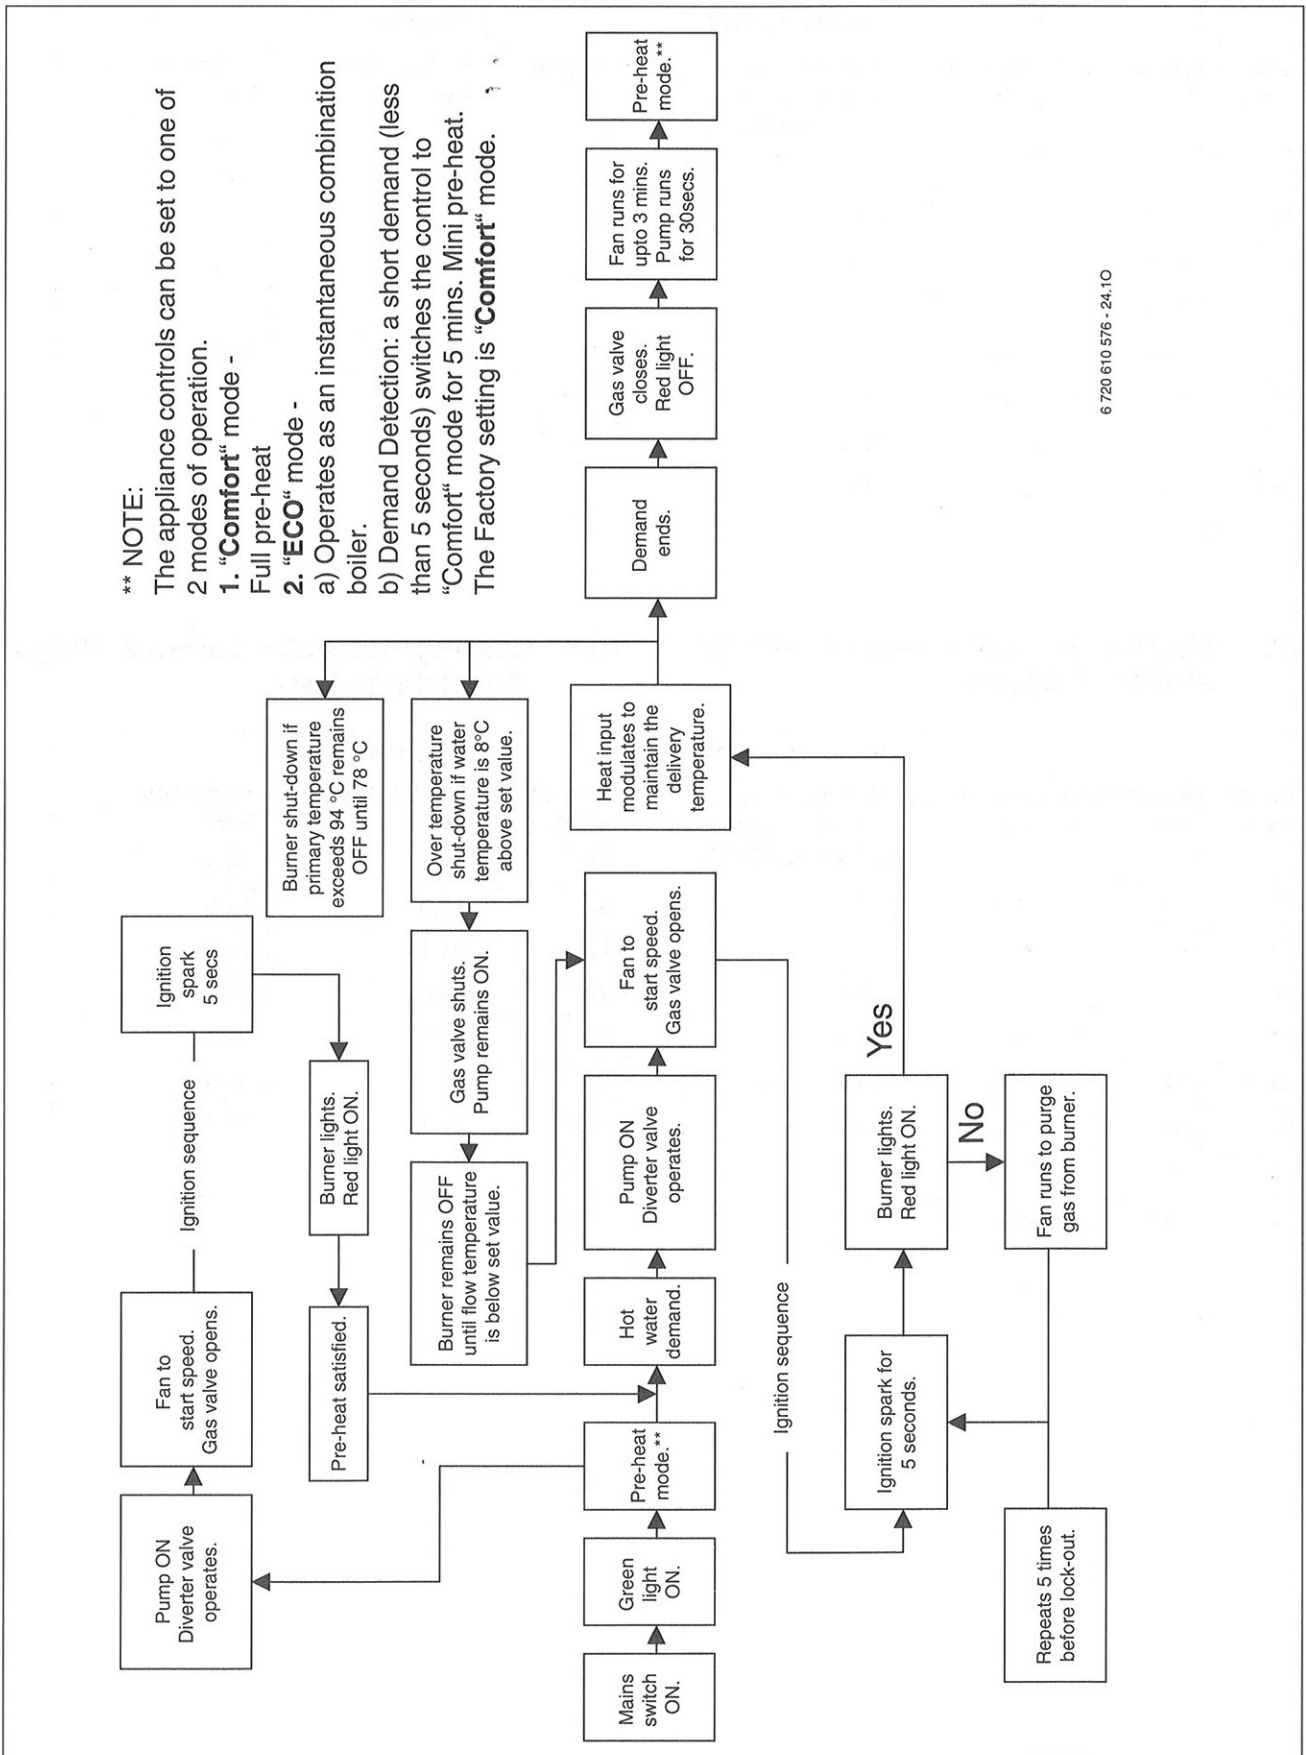 ** NOTE:
The appliance controls can be set to one of
2 modes of operation.
1. "Comfort" mode -
Full pre-heat
2. "ECO" mode -
a) Operates as an instantaneous combination
boiler.
b) Demand Detection: a short demand (less
than 5 seconds) switches the control to
"Comfort" mode for 5 mins. Mini pre-heat.
The Factory setting is "Comfort" mode.
Pump ON
Diverter valve
operates.
Fan to
start speed.
Gas valve opens.
Ignition sequence
Ignition
spark
5 secs
Burner lights.
Red light ON.
Pre-heat satisfied.
Burner shut-down if
primary temperature
exceeds 94 °C remains
OFF until 78 °C
Over temperature
shut-down if water
temperature is 8°C
above set value.
Gas valve shuts.
Pump remains ON.
Burner remains OFF
until flow temperature
is below set value.
Mains
switch
ON.
Green
light
ON.
Pre-heat
mode.**
Hot
water
demand.
Pump ON
Diverter valve
operates.
Fan to
start speed.
Gas valve opens.
Heat input
modulates to
maintain the
delivery
temperature.
Demand
ends.
Gas valve
closes.
Red light
OFF.
Fan runs for
upto 3 mins.
Pump runs
for 30secs.
Pre-heat
mode.**
Ignition sequence
Ignition spark for
5 seconds.
Burner lights.
Red light ON.
Yes
No
Fan runs to purge
gas from burner.
Repeats 5 times
before lock-out.
6 720 610 576 - 24.1O